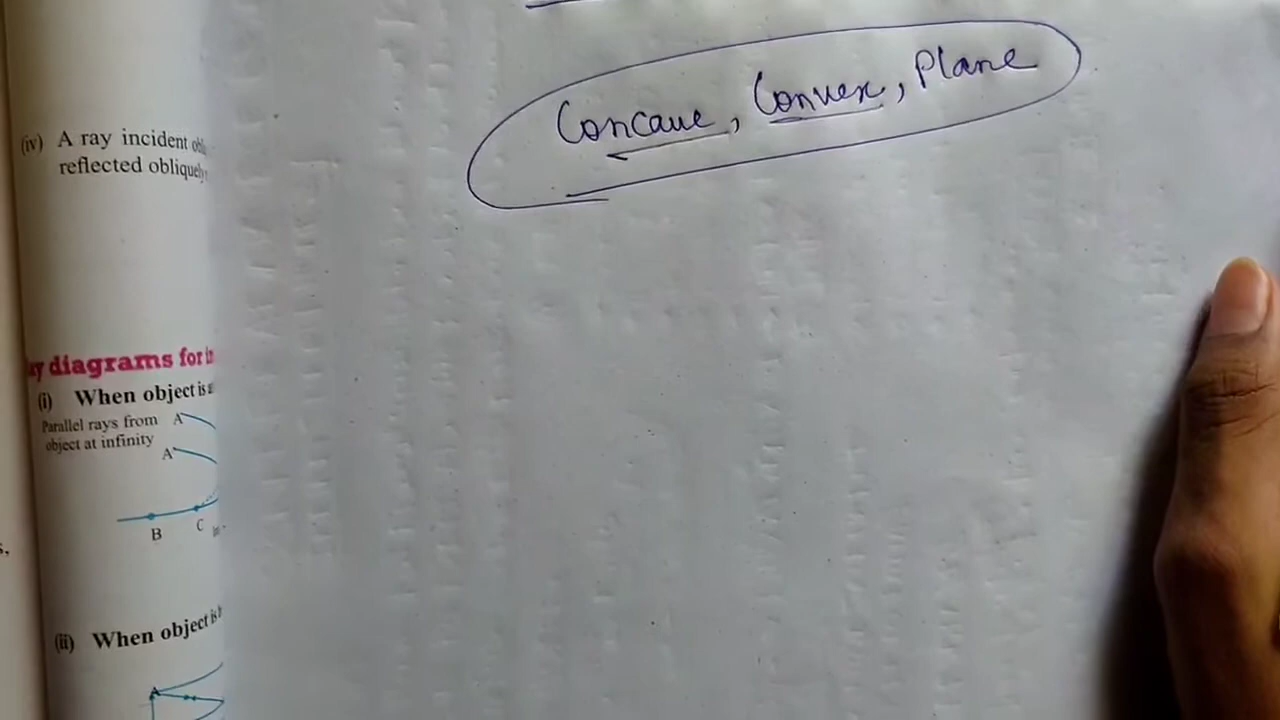 Concave, Convex, Plane
(iv) A ray incident
reflected obliquely
diagrams for
(i) When object is
Parallel rays from A
object at infinity
A
B C
(ii) When object is
A